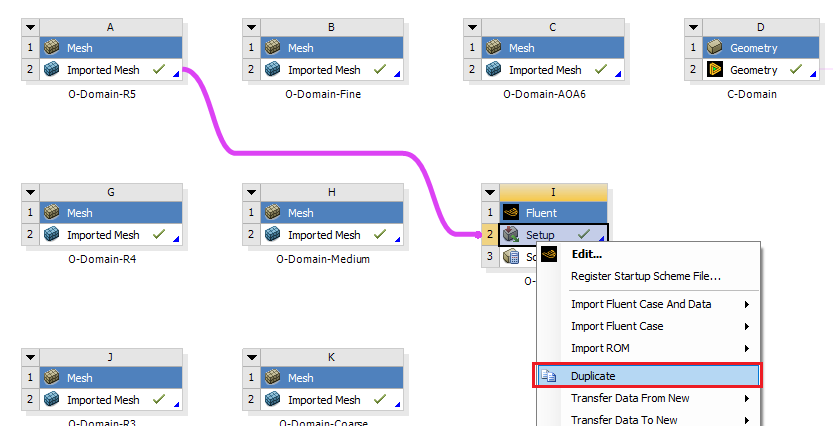 A
1 Mesh
2 Imported Mesh
O-Domain-R5
B
1 Mesh
2 Imported Mesh
O-Domain-Fine
C
1 Mesh
2 Imported Mesh
O-Domain-AOA6
D
1 Geometry
2 Geometry
C-Domain
G
1 Mesh
2 Imported Mesh
O-Domain-R4
H
1 Mesh
2 Imported Mesh
O-Domain-Medium
I
1 Fluent
2 Setup
3 So
O-
Edit...
Register Startup Scheme File...
Import Fluent Case And Data
Import Fluent Case
Import ROM
Duplicate
Transfer Data From New
Transfer Data To New
J
1 Mesh
2 Imported Mesh
O-Domain-R3
K
1 Mesh
2 Imported Mesh
O-Domain-Coarse